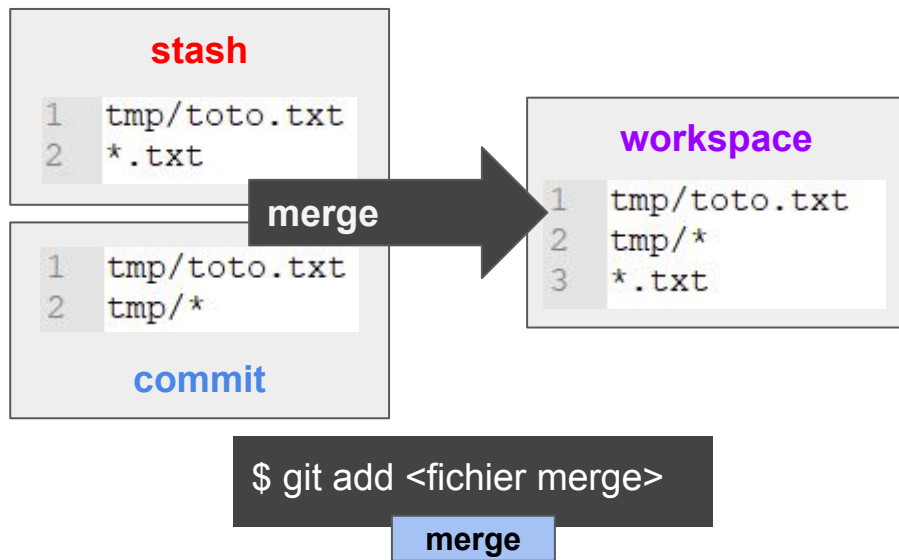 stash
1 tmp/toto.txt
2 *.txt
merge
1 tmp/toto.txt
2 tmp/*
commit
workspace
1 tmp/toto.txt
2 tmp/*
3 *.txt
$ git add <fichier merge>
merge